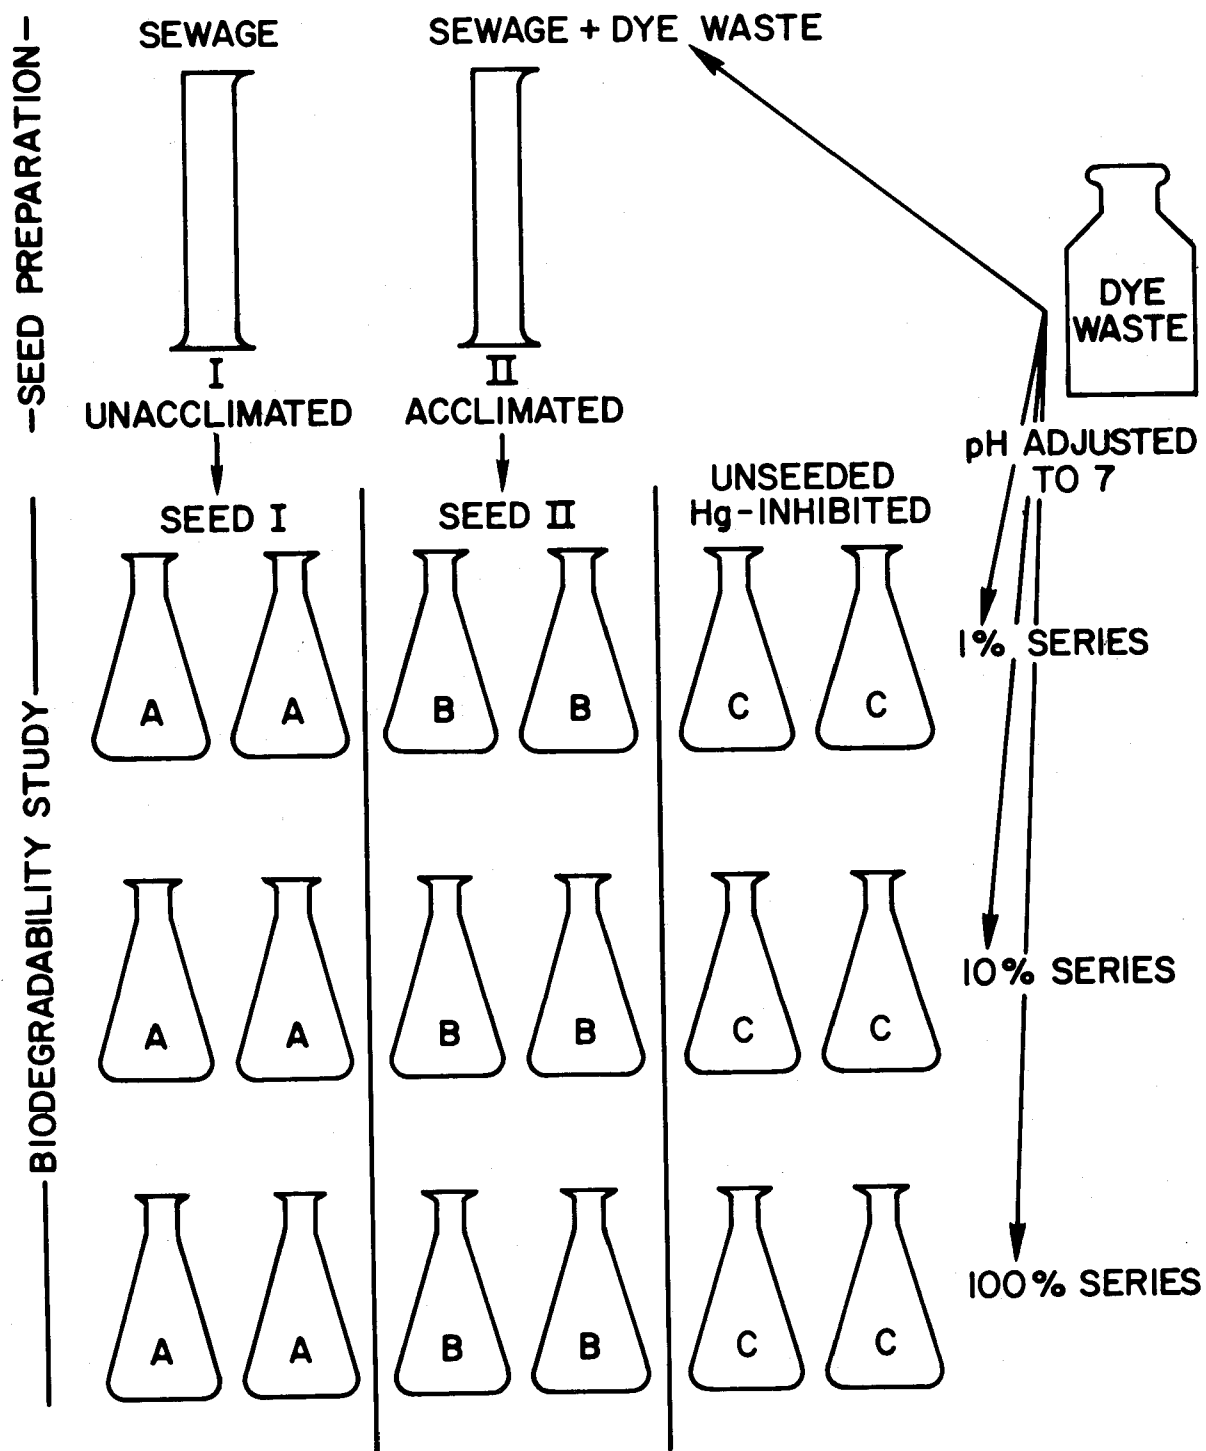 SEWAGE
SEWAGE + DYE WASTE
—SEED PREPARATION—
DYE
WASTE
I
UNACCLIMATED
II
ACCLIMATED
pH ADJUSTED
TO 7
SEED I
SEED II
UNSEEDED
Hg-INHIBITED
BIODEGRADABILITY STUDY
A A B B C C
1% SERIES
A A B B C C
10% SERIES
A A B B C C
100% SERIES